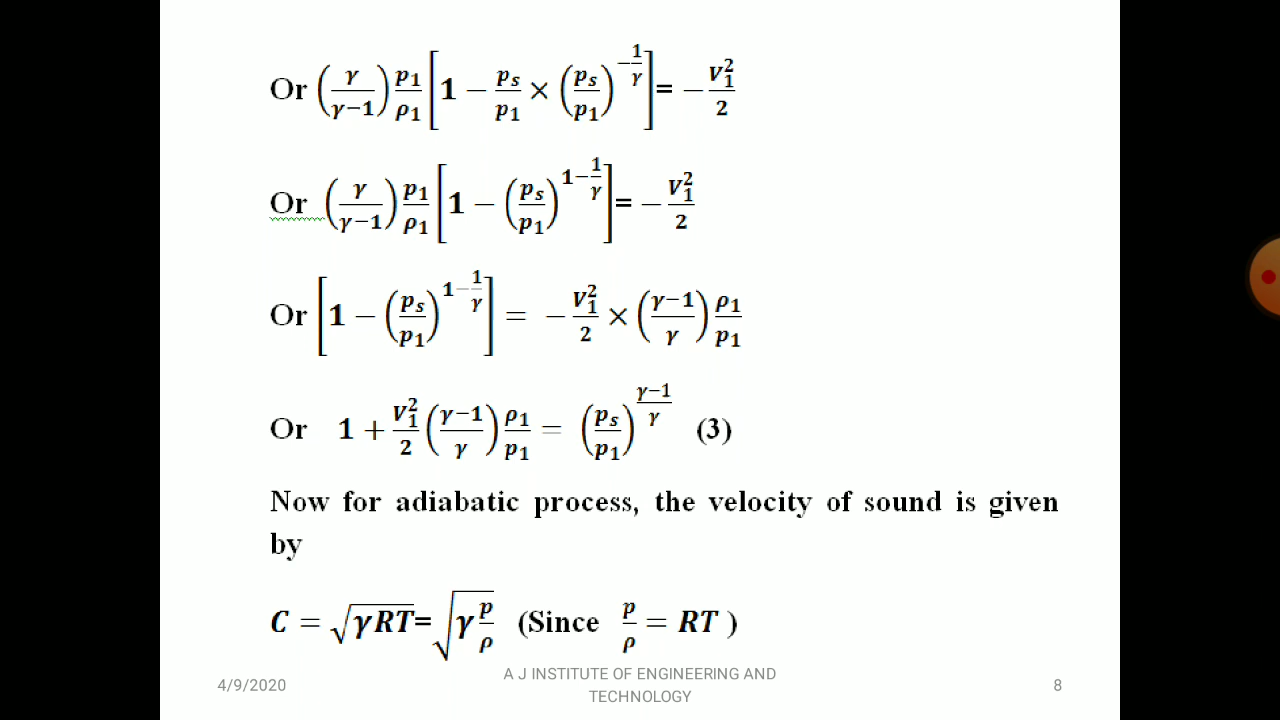 Or (γ/(γ−1)) p₁/ρ₁ [1 − pₛ/p₁ × (pₛ/p₁)^(−1/γ)] = − V₁²/2
Or (γ/(γ−1)) p₁/ρ₁ [1 − (pₛ/p₁)^(1−1/γ)] = − V₁²/2
Or [1 − (pₛ/p₁)^(1−1/γ)] = − V₁²/2 × ((γ−1)/γ) ρ₁/p₁
Or 1 + V₁²/2 ((γ−1)/γ) ρ₁/p₁ = (pₛ/p₁)^((γ−1)/γ) (3)
Now for adiabatic process, the velocity of sound is given
by
C = √(γRT) = √(γ p/ρ) (Since p/ρ = RT )
4/9/2020
A J INSTITUTE OF ENGINEERING AND
TECHNOLOGY
8